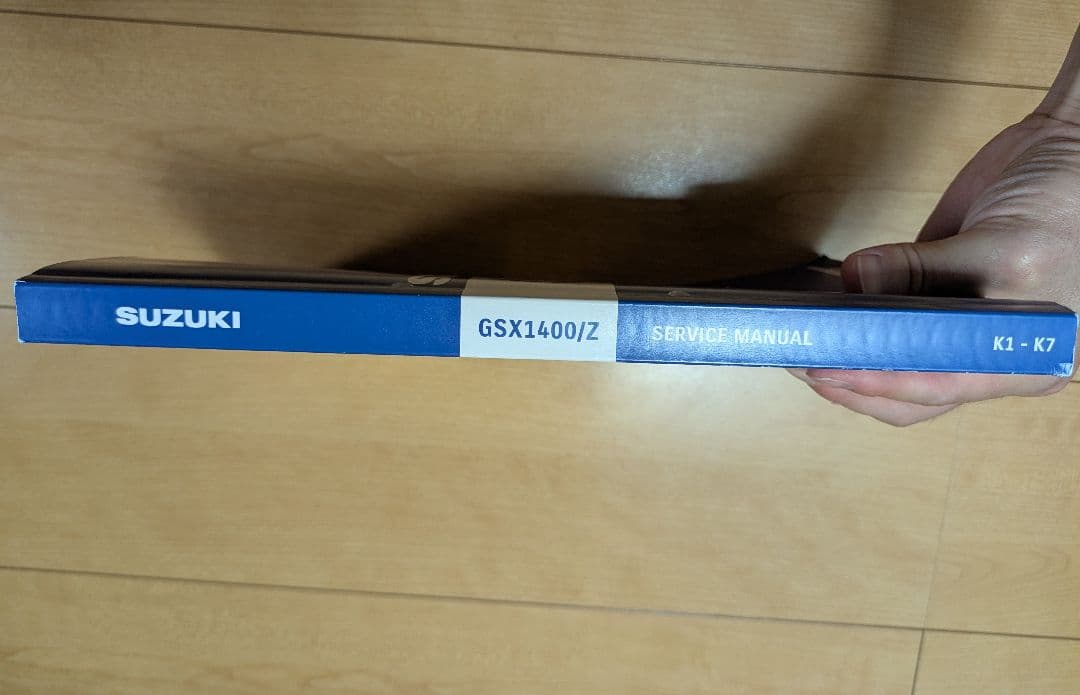 SUZUKI GSX1400/Z SERVICE MANUAL K1 - K7